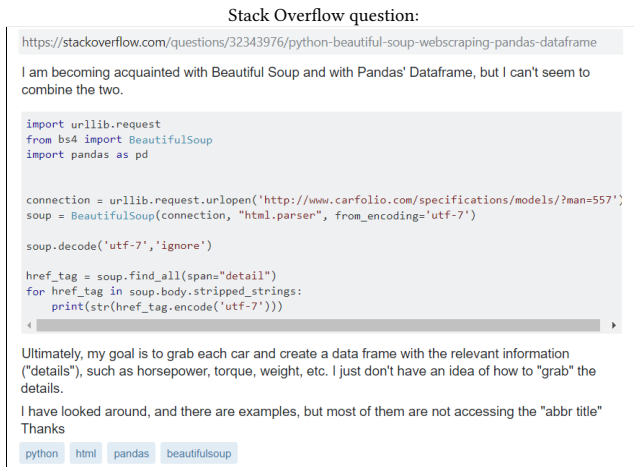 Stack Overflow question:
https://stackoverflow.com/questions/32343976/python-beautiful-soup-webscraping-pandas-dataframe
I am becoming acquainted with Beautiful Soup and with Pandas' Dataframe, but I can't seem to
combine the two.
import urllib.request
from bs4 import BeautifulSoup
import pandas as pd
connection = urllib.request.urlopen('http://www.carfolio.com/specifications/models/?man=557')
soup = BeautifulSoup(connection, "html.parser", from_encoding='utf-7')
soup.decode('utf-7','ignore')
href_tag = soup.find_all(span="detail")
for href_tag in soup.body.stripped_strings:
    print(str(href_tag.encode('utf-7')))
Ultimately, my goal is to grab each car and create a data frame with the relevant information
("details"), such as horsepower, torque, weight, etc. I just don't have an idea of how to "grab" the
details.
I have looked around, and there are examples, but most of them are not accessing the "abbr title"
Thanks
python html pandas beautifulsoup